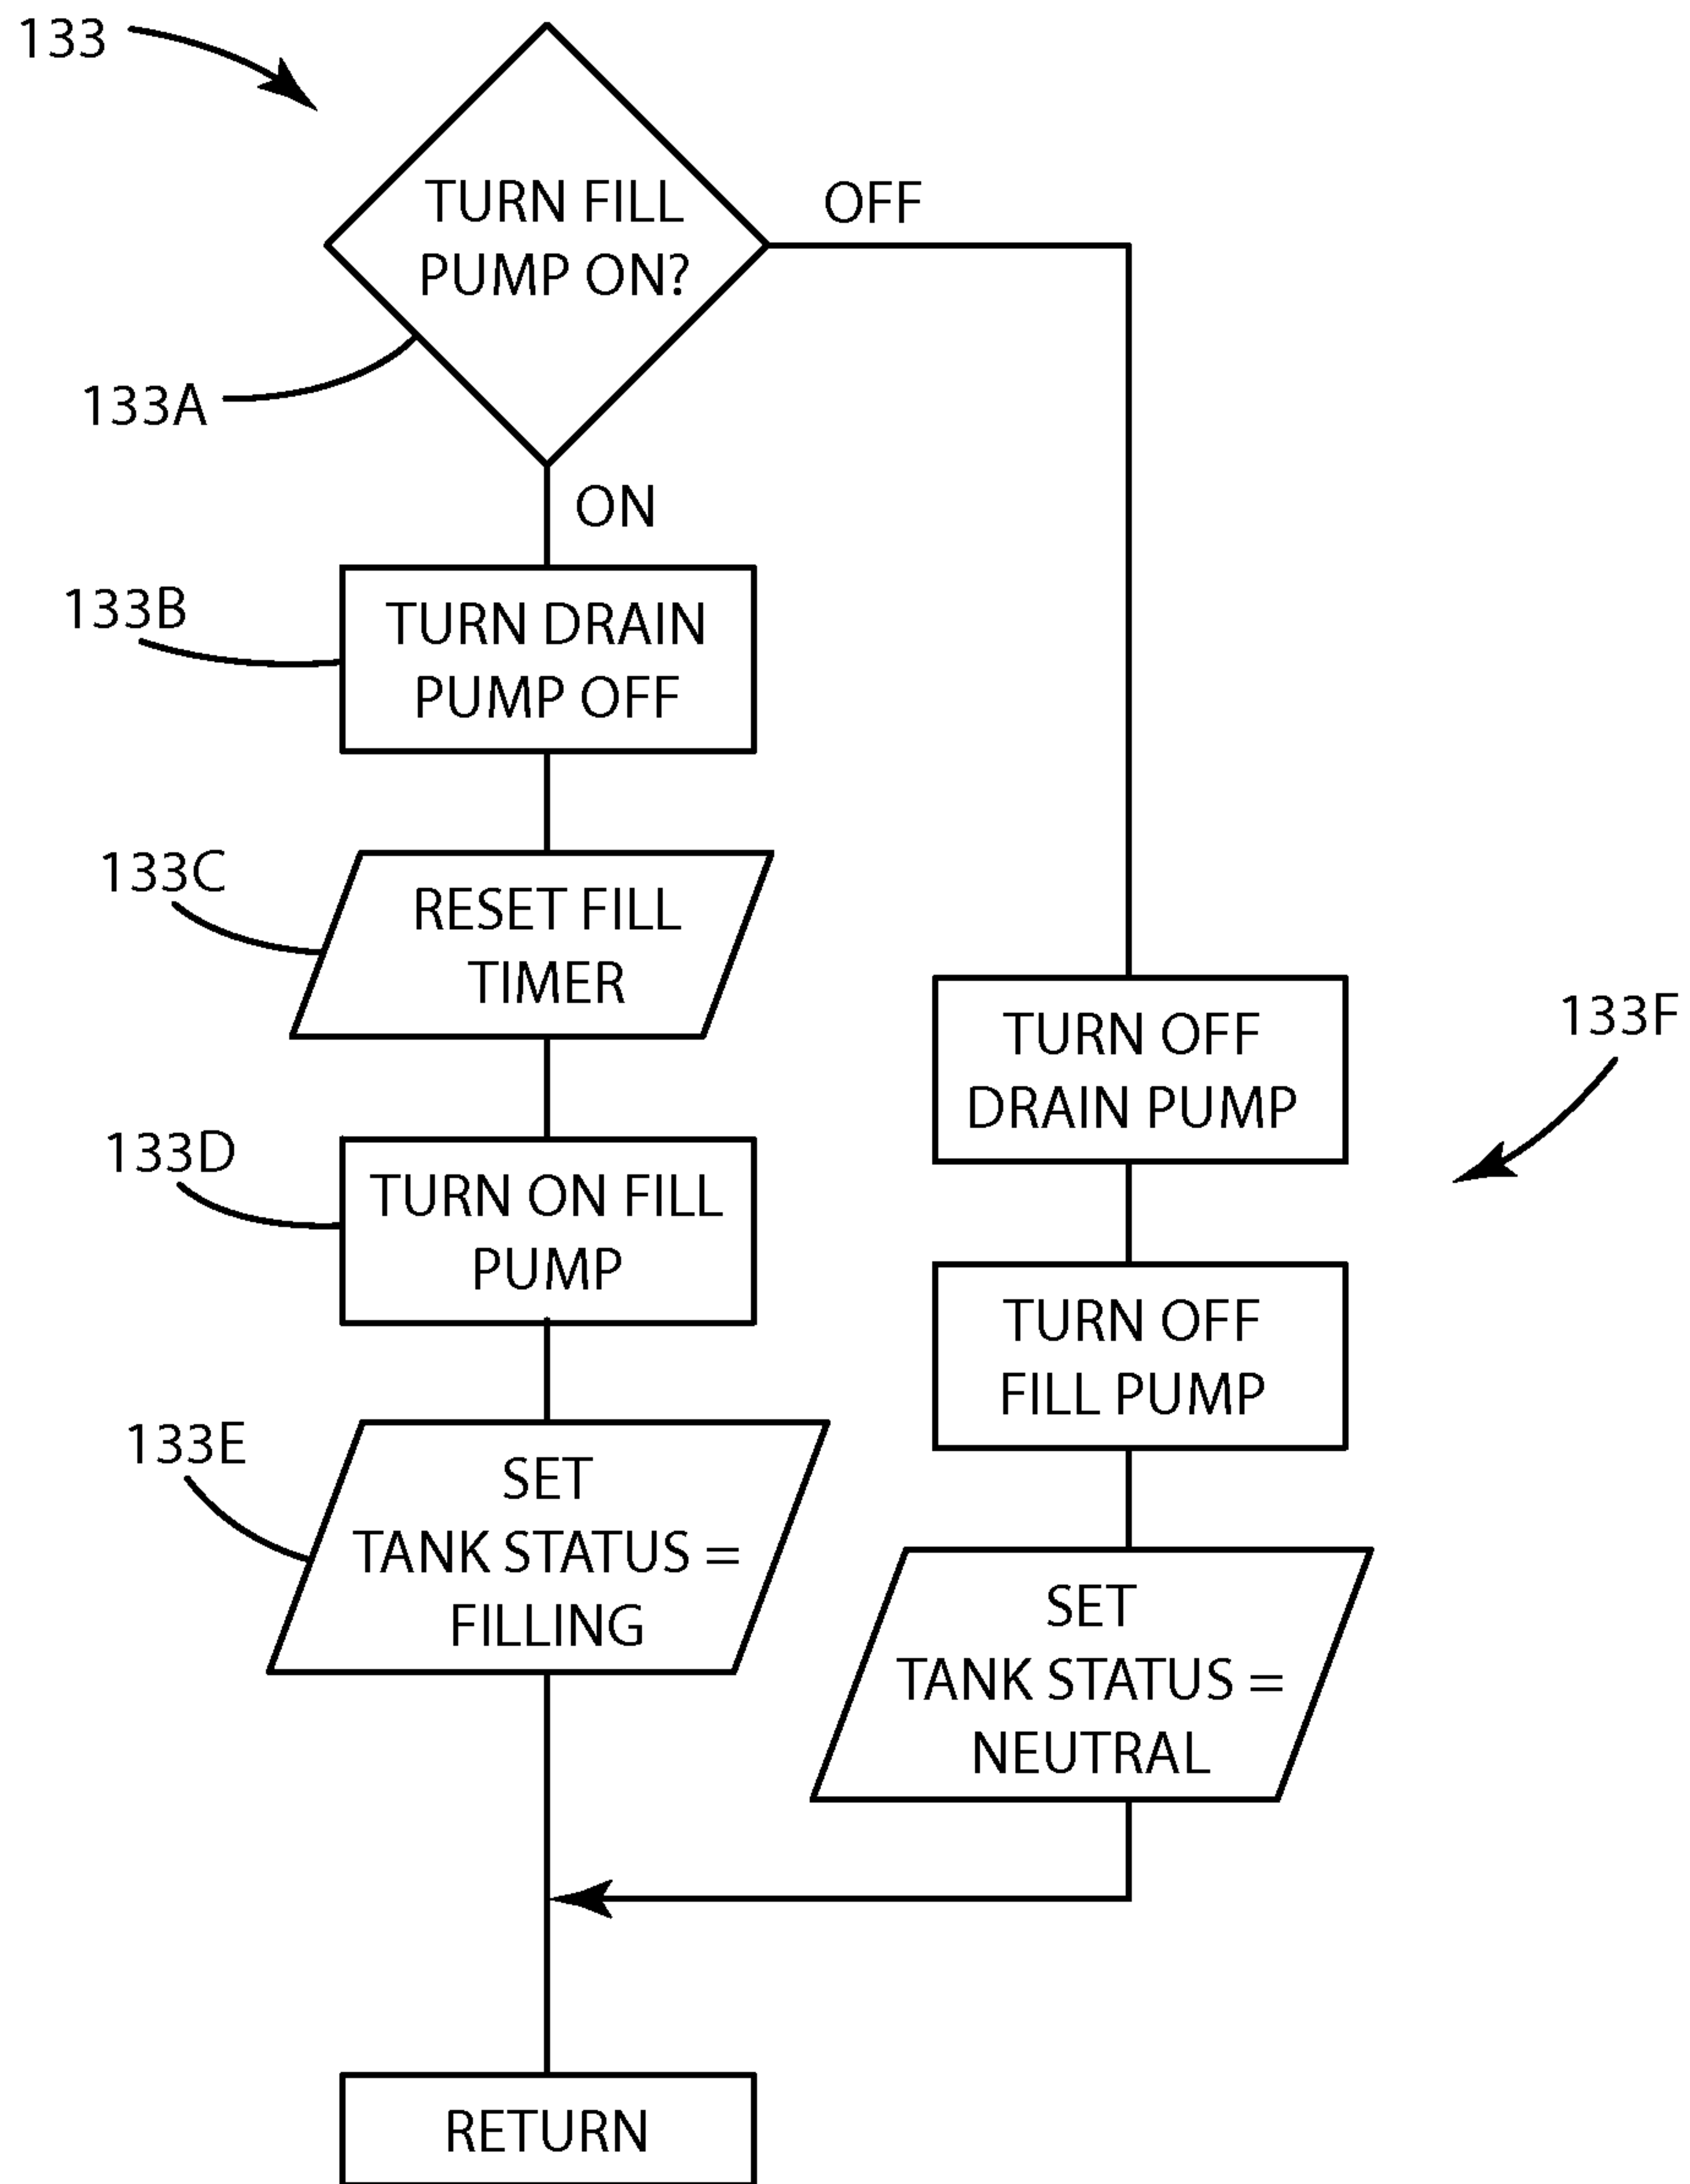 133
TURN FILL
PUMP ON?
OFF
133A
ON
133B
TURN DRAIN
PUMP OFF
133C
RESET FILL
TIMER
133D
TURN ON FILL
PUMP
133E
SET
TANK STATUS =
FILLING
TURN OFF
DRAIN PUMP
133F
TURN OFF
FILL PUMP
SET
TANK STATUS =
NEUTRAL
RETURN